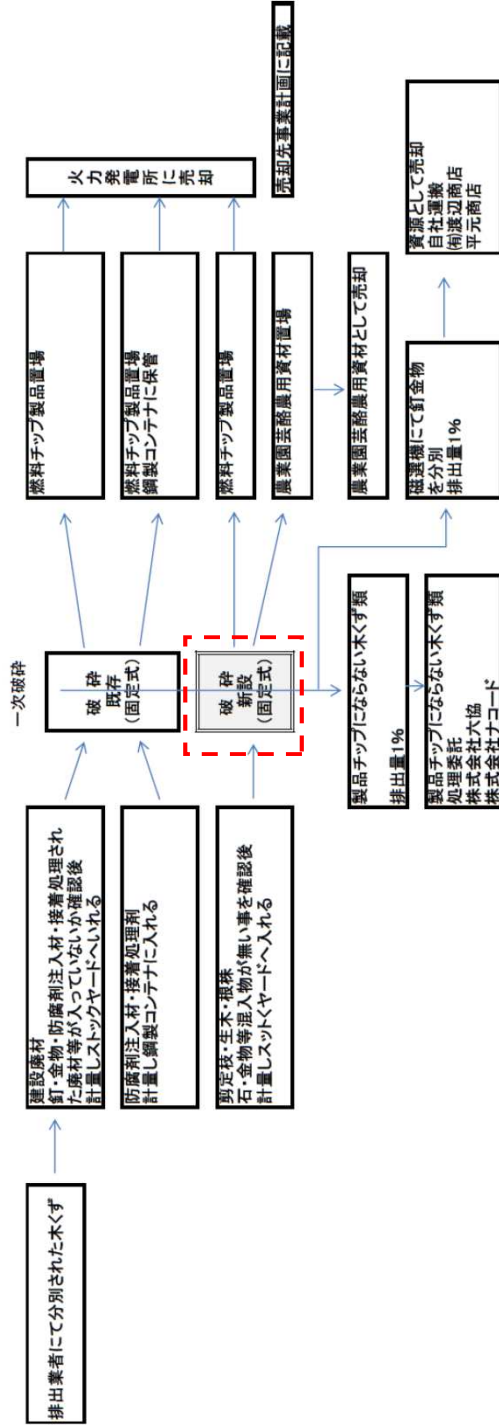 排出業者にて分別された木くず
建設廃材
釘・金物・防腐剤注入材・接着処理され
た廃材等が入っていないか確認後
計量しストックヤードへいれる
防腐剤注入材・接着処理剤
計量し鋼製コンテナに入れる
剪定枝・生木・根株
石・金物等混入物が無い事を確認後
計量しスットくヤードへ入れる
一次破砕
破 砕
既存
(固定式)
破 砕
新設
(固定式)
製品チップにならない木くず類
排出量1%
製品チップにならない木くず類
処理委託
株式会社六協
株式会社ナコード
燃料チップ製品置場
燃料チップ製品置場
鋼製コンテナに保管
燃料チップ製品置場
農業園芸酪農用資材置場
農業園芸酪農用資材として売却
磁選機にて釘金物
を分別
排出量1%
火力発電所に売却
売却先事業計画に記載
資源として売却
自社運搬
㈲渡辺商店
平元商店